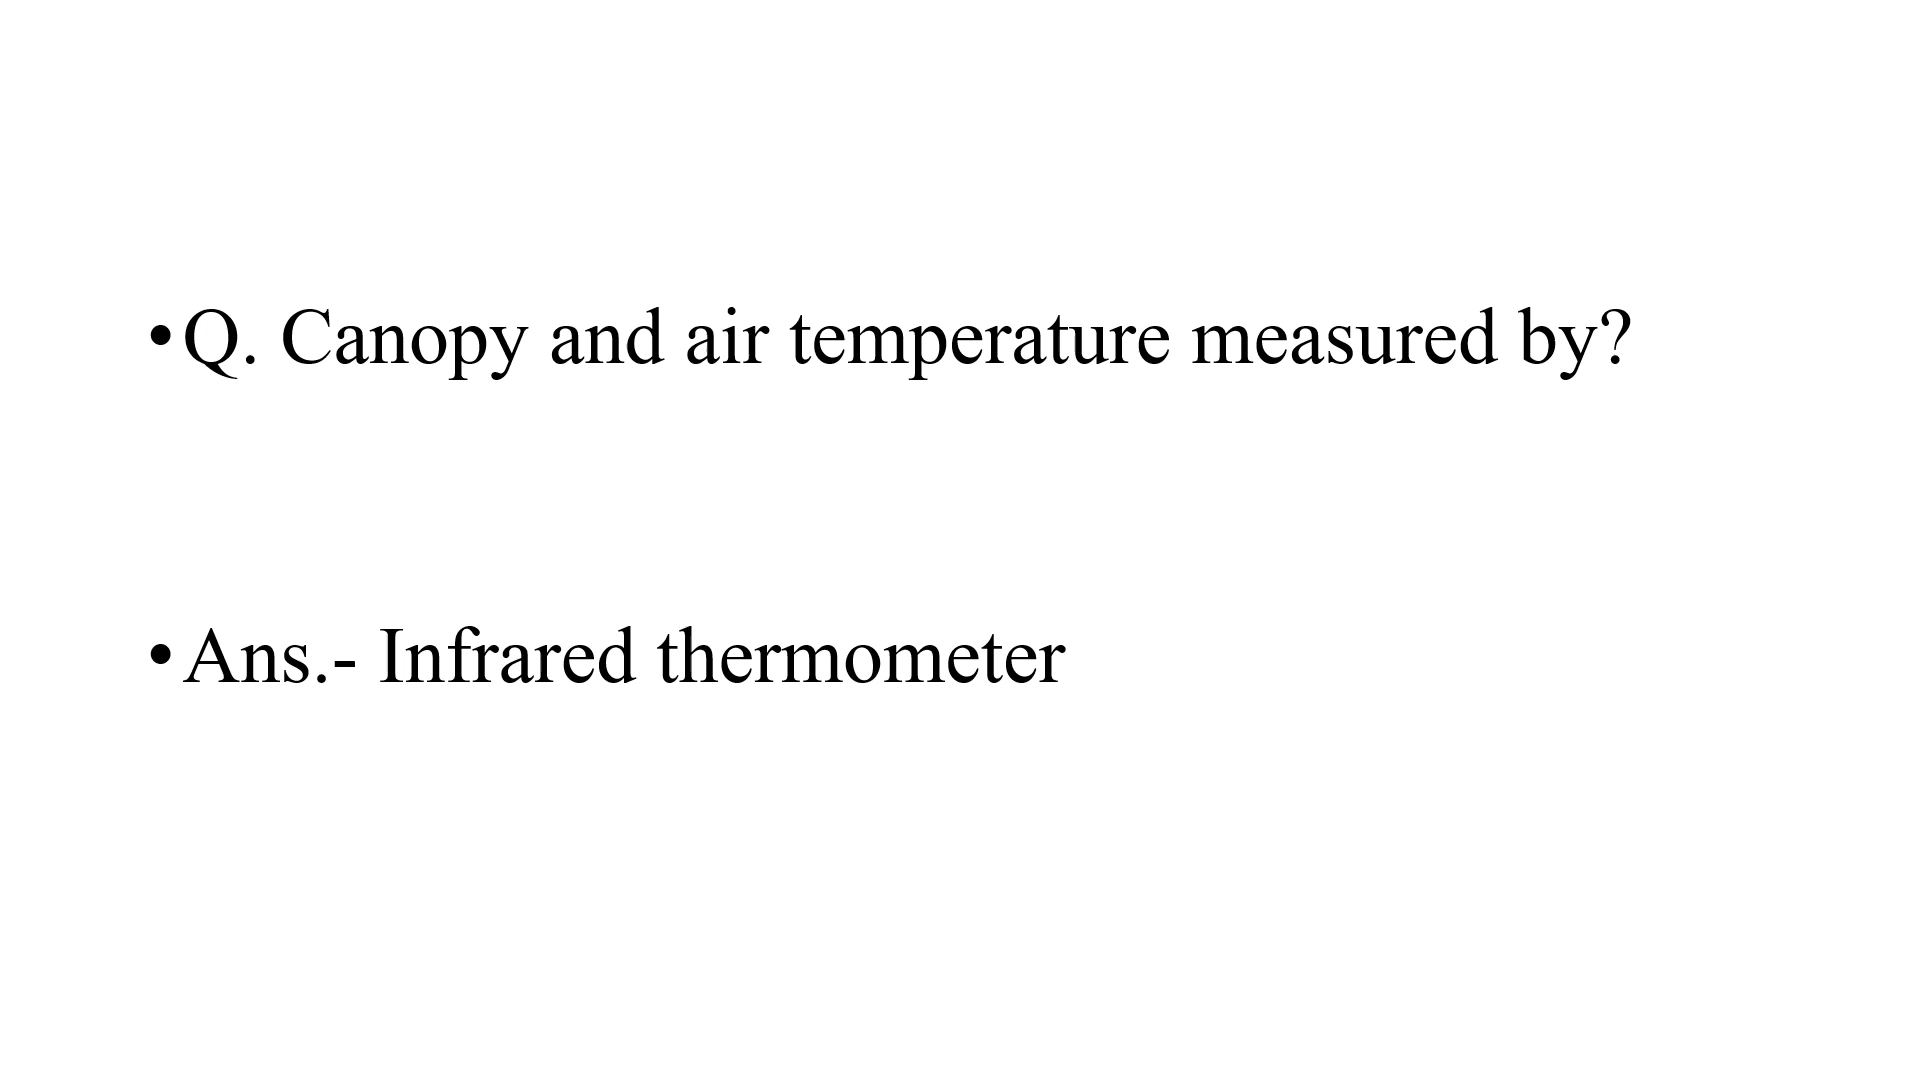 •Q. Canopy and air temperature measured by?
•Ans.- Infrared thermometer